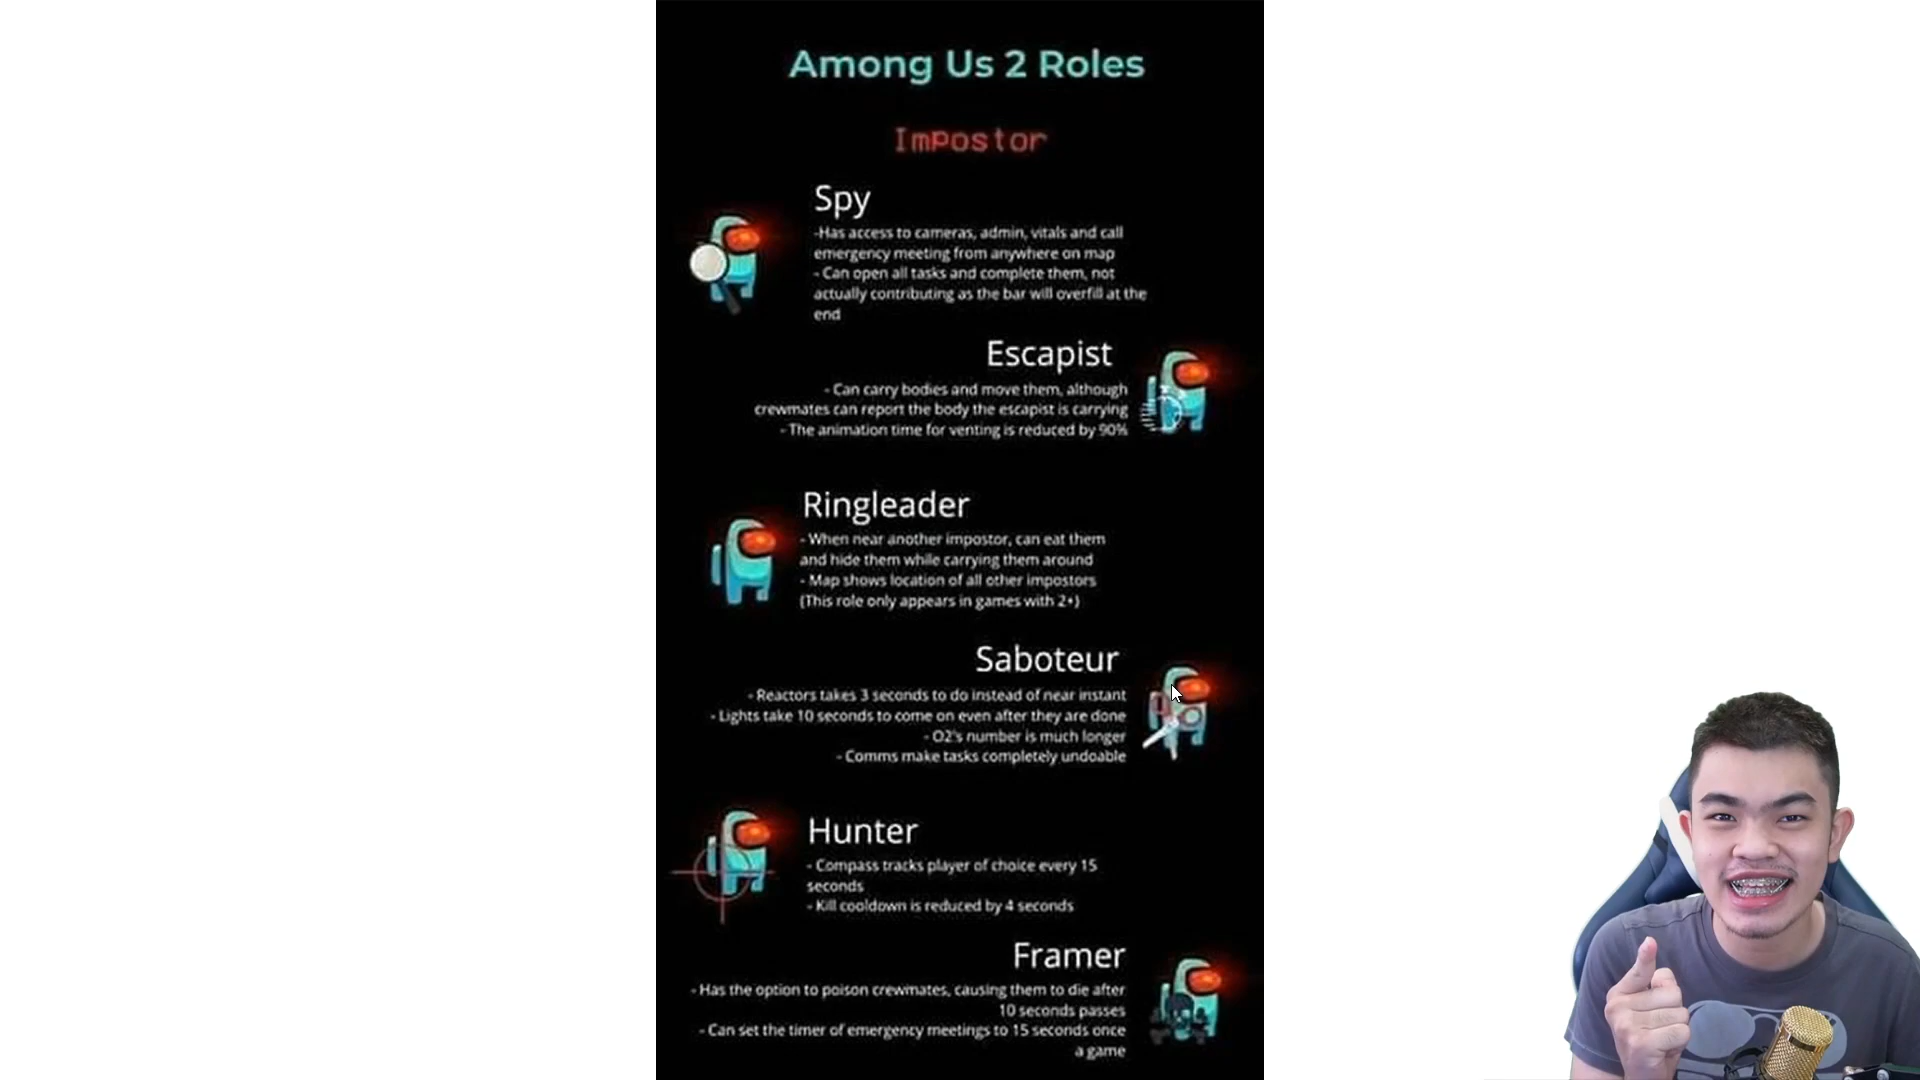 Among Us 2 Roles
Impostor
Spy
-Has access to cameras, admin, vitals and call
emergency meeting from anywhere on map
- Can open all tasks and complete them, not
actually contributing as the bar will overfill at the
end
Escapist
- Can carry bodies and move them, although
crewmates can report the body the escapist is carrying
- The animation time for venting is reduced by 90%
Ringleader
- When near another impostor, can eat them
and hide them while carrying them around
- Map shows location of all other impostors
(This role only appears in games with 2+)
Saboteur
- Reactors takes 3 seconds to do instead of near instant
- Lights take 10 seconds to come on even after they are done
- O2's number is much longer
- Comms make tasks completely undoable
Hunter
- Compass tracks player of choice every 15
seconds
- Kill cooldown is reduced by 4 seconds
Framer
- Has the option to poison crewmates, causing them to die after
10 seconds passes
- Can set the timer of emergency meetings to 15 seconds once
a game